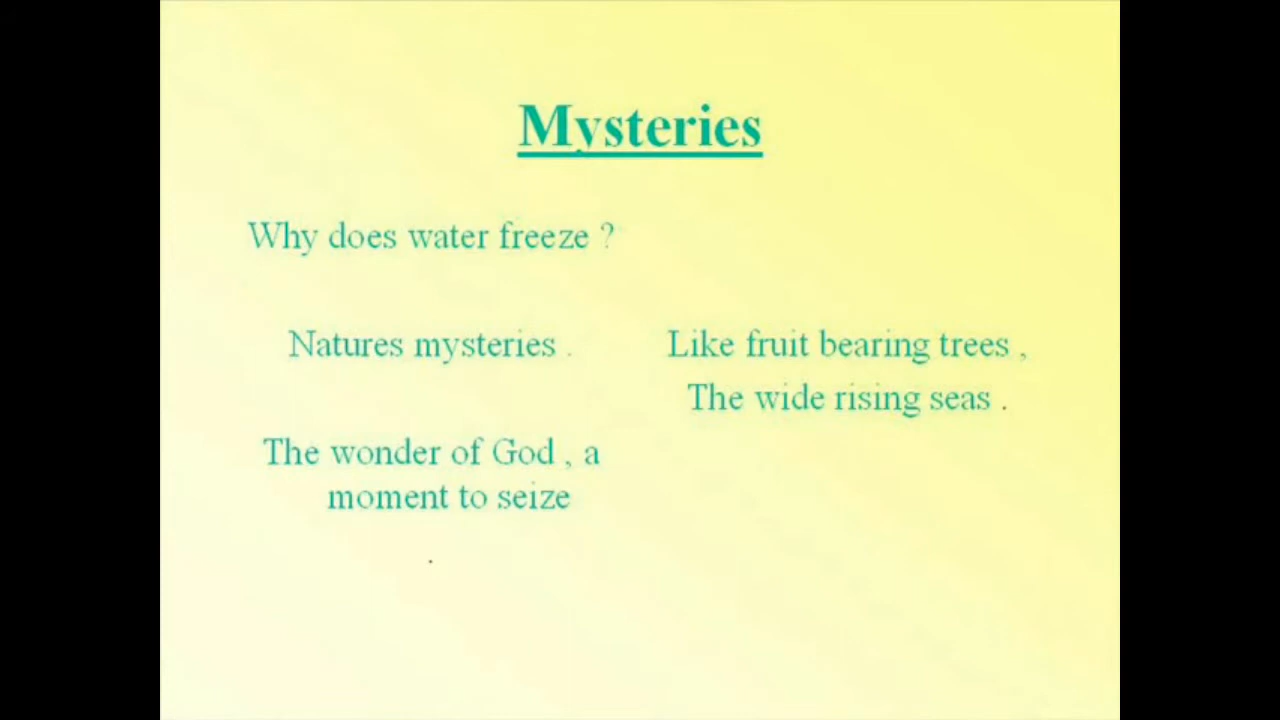 Mysteries
Why does water freeze ?
Natures mysteries .
Like fruit bearing trees ,
The wide rising seas .
The wonder of God , a
moment to seize
.